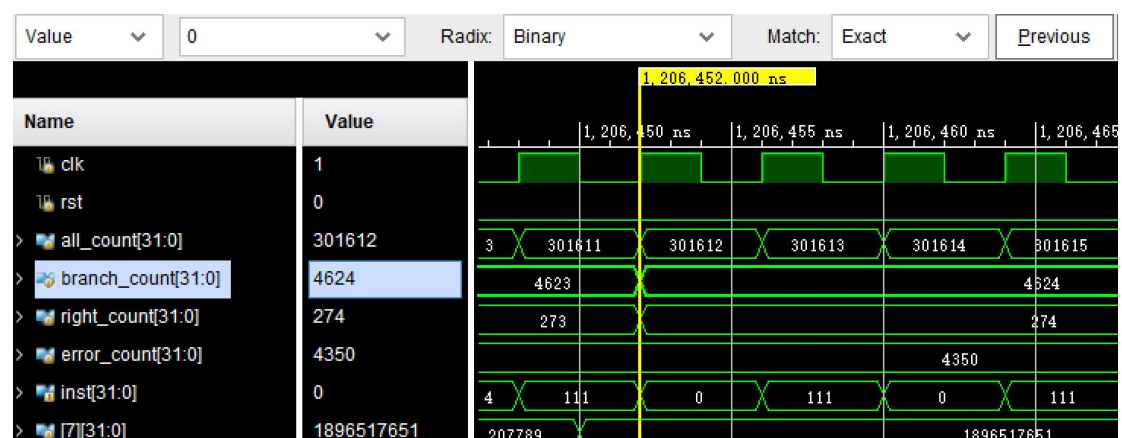 Value 0 Radix: Binary Match: Exact Previous
1,206,452.000 ns
Name Value
1,206,450 ns 1,206,455 ns 1,206,460 ns 1,206,465
clk 1
rst 0
all_count[31:0] 301612 3 301611 301612 301613 301614 301615
branch_count[31:0] 4624 4623 4624
right_count[31:0] 274 273 274
error_count[31:0] 4350 4350
inst[31:0] 0 4 111 0 111 0 111
[7][31:0] 1896517651 207789 1896517651